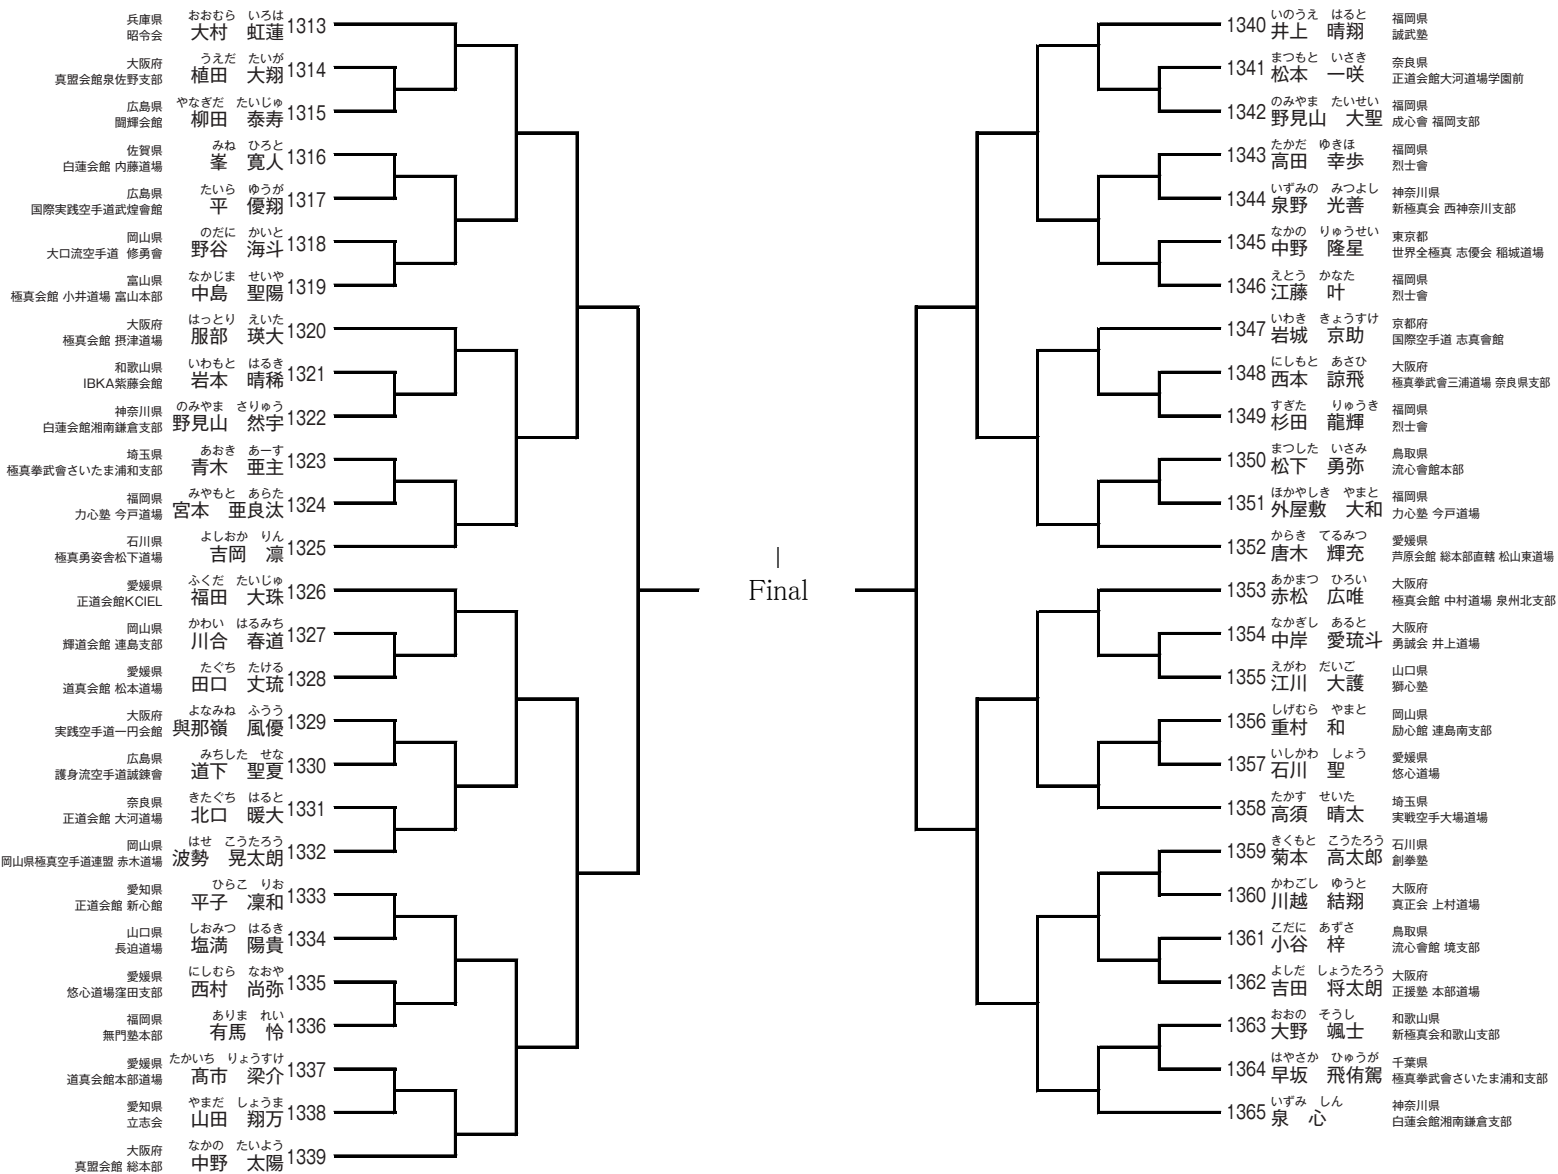 兵庫県
昭令会
おおむら いろは
大村 虹蓮 1313
大阪府
真盟会館泉佐野支部
うえだ たいが
植田 大翔 1314
広島県
闘輝会館
やなぎだ たいじゅ
柳田 泰寿 1315
佐賀県
白蓮会館 内藤道場
みね ひろと
峯 寛人 1316
広島県
国際実践空手道武煌會館
たいら ゆうが
平 優翔 1317
岡山県
大口流空手道 修勇會
のだに かいと
野谷 海斗 1318
富山県
極真会館 小井道場 富山本部
なかじま せいや
中島 聖陽 1319
大阪府
極真会館 摂津道場
はっとり えいた
服部 瑛大 1320
和歌山県
IBKA紫藤会館
いわもと はるき
岩本 晴稀 1321
神奈川県
白蓮会館湘南鎌倉支部
のみやま さりゅう
野見山 然宇 1322
埼玉県
極真拳武會さいたま浦和支部
あおき あーす
青木 亜主 1323
福岡県
力心塾 今戸道場
みやもと あらた
宮本 亜良汰 1324
石川県
極真勇姿舎松下道場
よしおか りん
吉岡 凛 1325
愛媛県
正道会館KCIEL
ふくだ たいじゅ
福田 大珠 1326
岡山県
輝道会館 連島支部
かわい はるみち
川合 春道 1327
愛媛県
道真会館 松本道場
たぐち たける
田口 丈琉 1328
大阪府
実践空手道一円会館
よなみね ふうう
與那嶺 風優 1329
広島県
護身流空手道誠錬會
みちした せな
道下 聖夏 1330
奈良県
正道会館 大河道場
きたぐち はると
北口 暖大 1331
岡山県
岡山県極真空手道連盟 赤木道場
はせ こうたろう
波勢 晃太朗 1332
愛知県
正道会館 新心館
ひらこ りお
平子 凜和 1333
山口県
長迫道場
しおみつ はるき
塩満 陽貴 1334
愛媛県
悠心道場窪田支部
にしむら なおや
西村 尚弥 1335
福岡県
無門塾本部
ありま れい
有馬 怜 1336
愛媛県
道真会館本部道場
たかいち りょうすけ
髙市 梁介 1337
愛知県
立志会
やまだ しょうま
山田 翔万 1338
大阪府
真盟会館 総本部
なかの たいよう
中野 太陽 1339
|
Final
いのうえ はると
1340 井上 晴翔
福岡県
誠武塾
まつもと いさき
1341 松本 一咲
奈良県
正道会館大河道場学園前
のみやま たいせい
1342 野見山 大聖
福岡県
成心會 福岡支部
たかだ ゆきほ
1343 高田 幸歩
福岡県
烈士會
いずみの みつよし
1344 泉野 光善
神奈川県
新極真会 西神奈川支部
なかの りゅうせい
1345 中野 隆星
東京都
世界全極真 志優会 稲城道場
えとう かなた
1346 江藤 叶
福岡県
烈士會
いわき きょうすけ
1347 岩城 京助
京都府
国際空手道 志真會館
にしもと あさひ
1348 西本 諒飛
大阪府
極真拳武會三浦道場 奈良県支部
すぎた りゅうき
1349 杉田 龍輝
福岡県
烈士會
まつした いさみ
1350 松下 勇弥
鳥取県
流心會館本部
ほかやしき やまと
1351 外屋敷 大和
福岡県
力心塾 今戸道場
からき てるみつ
1352 唐木 輝充
愛媛県
芦原会館 総本部直轄 松山東道場
あかまつ ひろい
1353 赤松 広唯
大阪府
極真会館 中村道場 泉州北支部
なかぎし あると
1354 中岸 愛琉斗
大阪府
勇誠会 井上道場
えがわ だいご
1355 江川 大護
山口県
獅心塾
しげむら やまと
1356 重村 和
岡山県
励心館 連島南支部
いしかわ しょう
1357 石川 聖
愛媛県
悠心道場
たかす せいた
1358 高須 晴太
埼玉県
実戦空手大場道場
きくもと こうたろう
1359 菊本 高太郎
石川県
創拳塾
かわごし ゆうと
1360 川越 結翔
大阪府
真正会 上村道場
こだに あずさ
1361 小谷 梓
鳥取県
流心會館 境支部
よしだ しょうたろう
1362 吉田 将太朗
大阪府
正援塾 本部道場
おおの そうし
1363 大野 颯士
和歌山県
新極真会和歌山支部
はやさか ひゅうが
1364 早坂 飛侑駕
千葉県
極真拳武會さいたま浦和支部
いずみ しん
1365 泉 心
神奈川県
白蓮会館湘南鎌倉支部